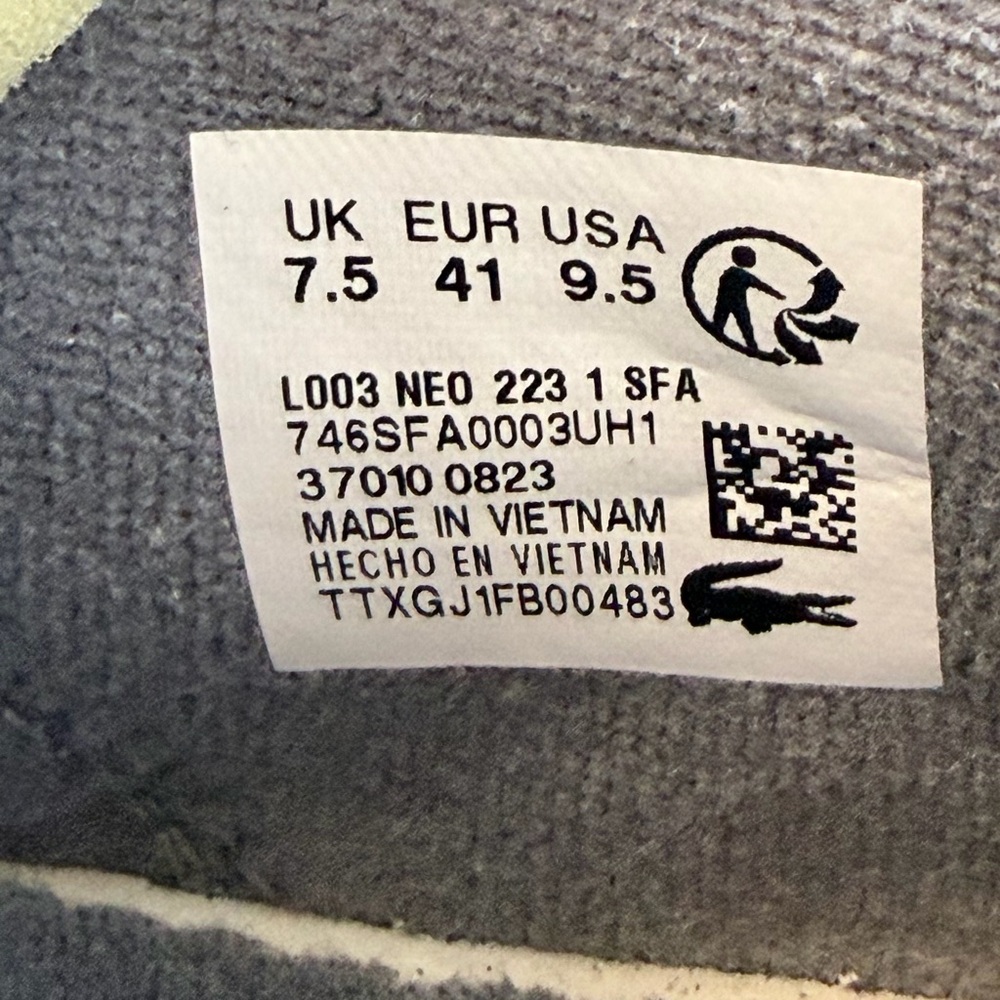 UK EUR USA
7.5 41 9.5
L003 NEO 223 1 SFA
746SFA0003UH1
37010 0823
MADE IN VIETNAM
HECHO EN VIETNAM
TTXGJ1FB00483